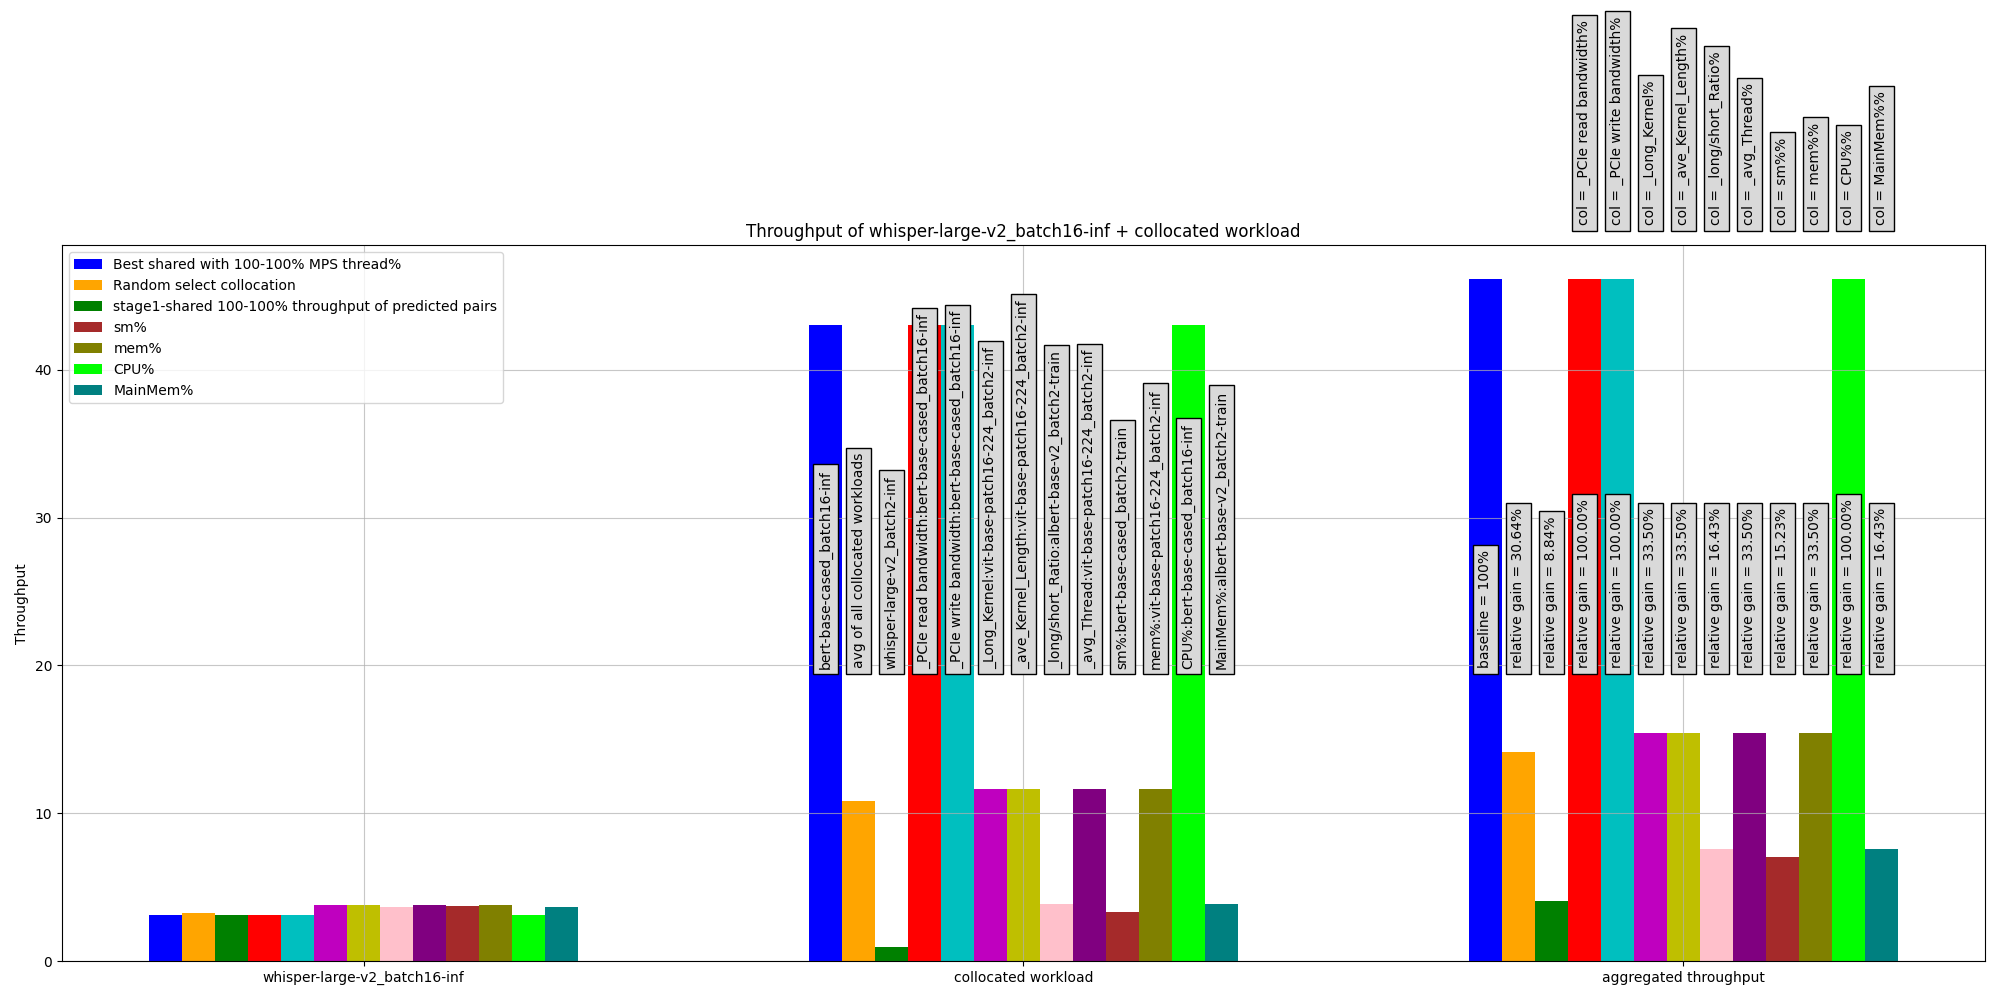 col = _PCIe read bandwidth%
col = _PCIe write bandwidth%
col = _Long_Kernel%
col = _ave_Kernel_Length%
col = _long/short_Ratio%
col = _avg_Thread%
col = sm%%
col = mem%%
col = CPU%%
col = MainMem%%
Throughput of whisper-large-v2_batch16-inf + collocated workload
Best shared with 100-100% MPS thread%
Random select collocation
stage1-shared 100-100% throughput of predicted pairs
sm%
mem%
CPU%
MainMem%
Throughput
40
30
20
10
0
bert-base-cased_batch16-inf
avg of all collocated workloads
whisper-large-v2_batch2-inf
_PCIe read bandwidth:bert-base-cased_batch16-inf
_PCIe write bandwidth:bert-base-cased_batch16-inf
_Long_Kernel:vit-base-patch16-224_batch2-inf
_ave_Kernel_Length:vit-base-patch16-224_batch2-inf
_long/short_Ratio:albert-base-v2_batch2-train
_avg_Thread:vit-base-patch16-224_batch2-inf
sm%:bert-base-cased_batch2-train
mem%:vit-base-patch16-224_batch2-inf
CPU%:bert-base-cased_batch16-inf
MainMem%:albert-base-v2_batch2-train
baseline = 100%
relative gain = 30.64%
relative gain = 8.84%
relative gain = 100.00%
relative gain = 100.00%
relative gain = 33.50%
relative gain = 33.50%
relative gain = 16.43%
relative gain = 33.50%
relative gain = 15.23%
relative gain = 33.50%
relative gain = 100.00%
relative gain = 16.43%
whisper-large-v2_batch16-inf
collocated workload
aggregated throughput